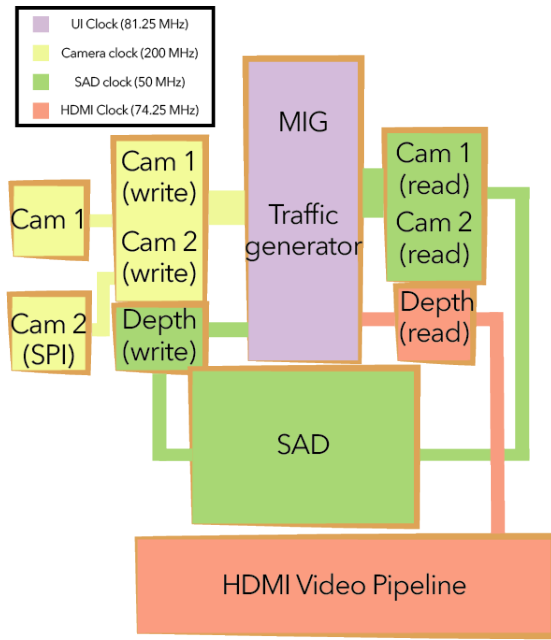 UI Clock (81.25 MHz)
Camera clock (200 MHz)
SAD clock (50 MHz)
HDMI Clock (74.25 MHz)
Cam 1
Cam 2
(SPI)
Cam 1
(write)
Cam 2
(write)
Depth
(write)
MIG
Traffic
generator
Cam 1
(read)
Cam 2
(read)
Depth
(read)
SAD
HDMI Video Pipeline